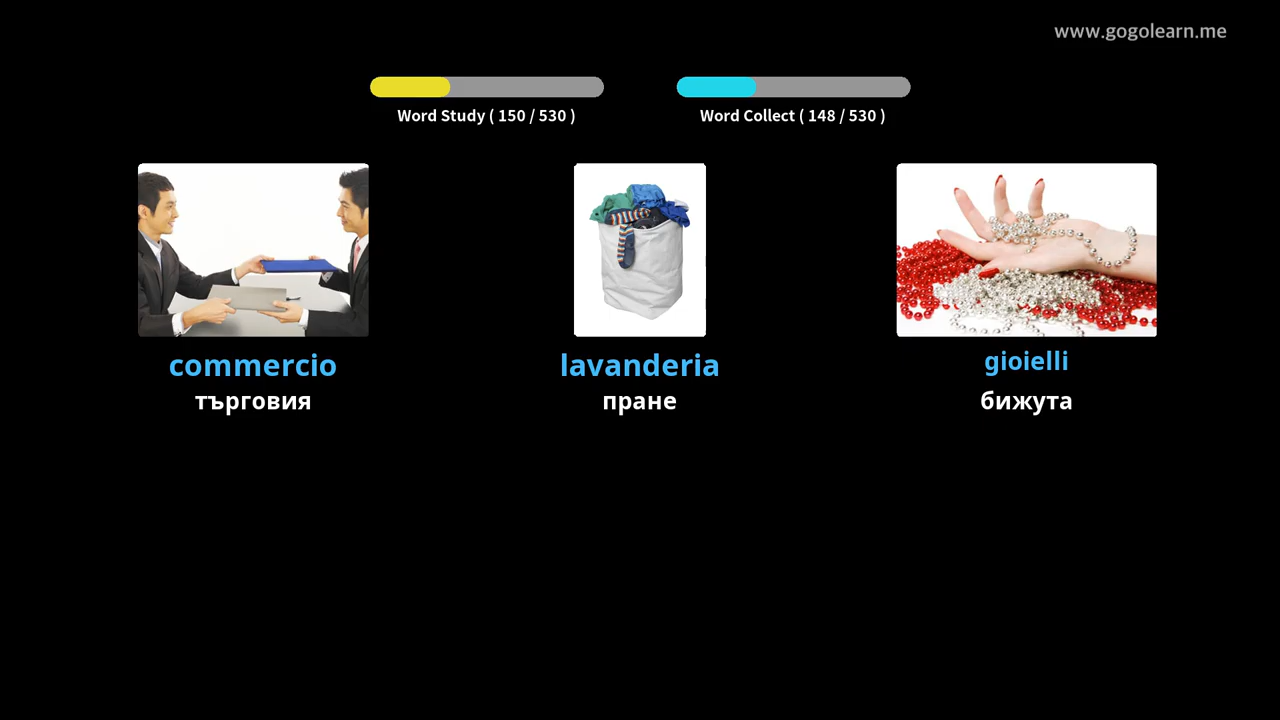 www.gogolearn.me
Word Study ( 150 / 530 )
Word Collect ( 148 / 530 )
commercio
търговия
lavanderia
пране
gioielli
бижута